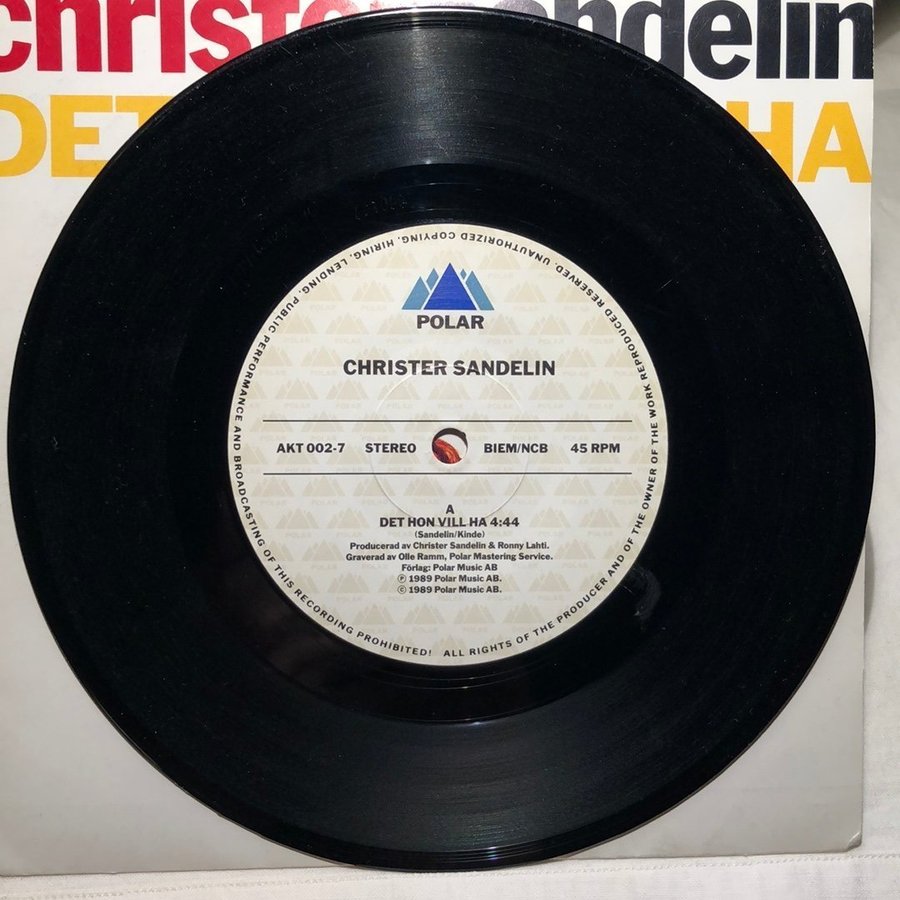 christe ndelin
DET HA
POLAR
CHRISTER SANDELIN
AKT 002-7 STEREO BIEM/NCB 45 RPM
A
DET HON VILL HA 4:44
(Sandelin/Kinde)
Producerad av Christer Sandelin & Ronny Lahti.
Graverad av Olle Ramm, Polar Mastering Service.
Förlag: Polar Music AB
Ⓟ 1989 Polar Music AB.
© 1989 Polar Music AB.
ALL RIGHTS OF THE PRODUCER AND OF THE OWNER OF THE WORK REPRODUCED RESERVED. UNAUTHORIZED COPYING, HIRING, LENDING, PUBLIC PERFORMANCE AND BROADCASTING OF THIS RECORDING PROHIBITED!